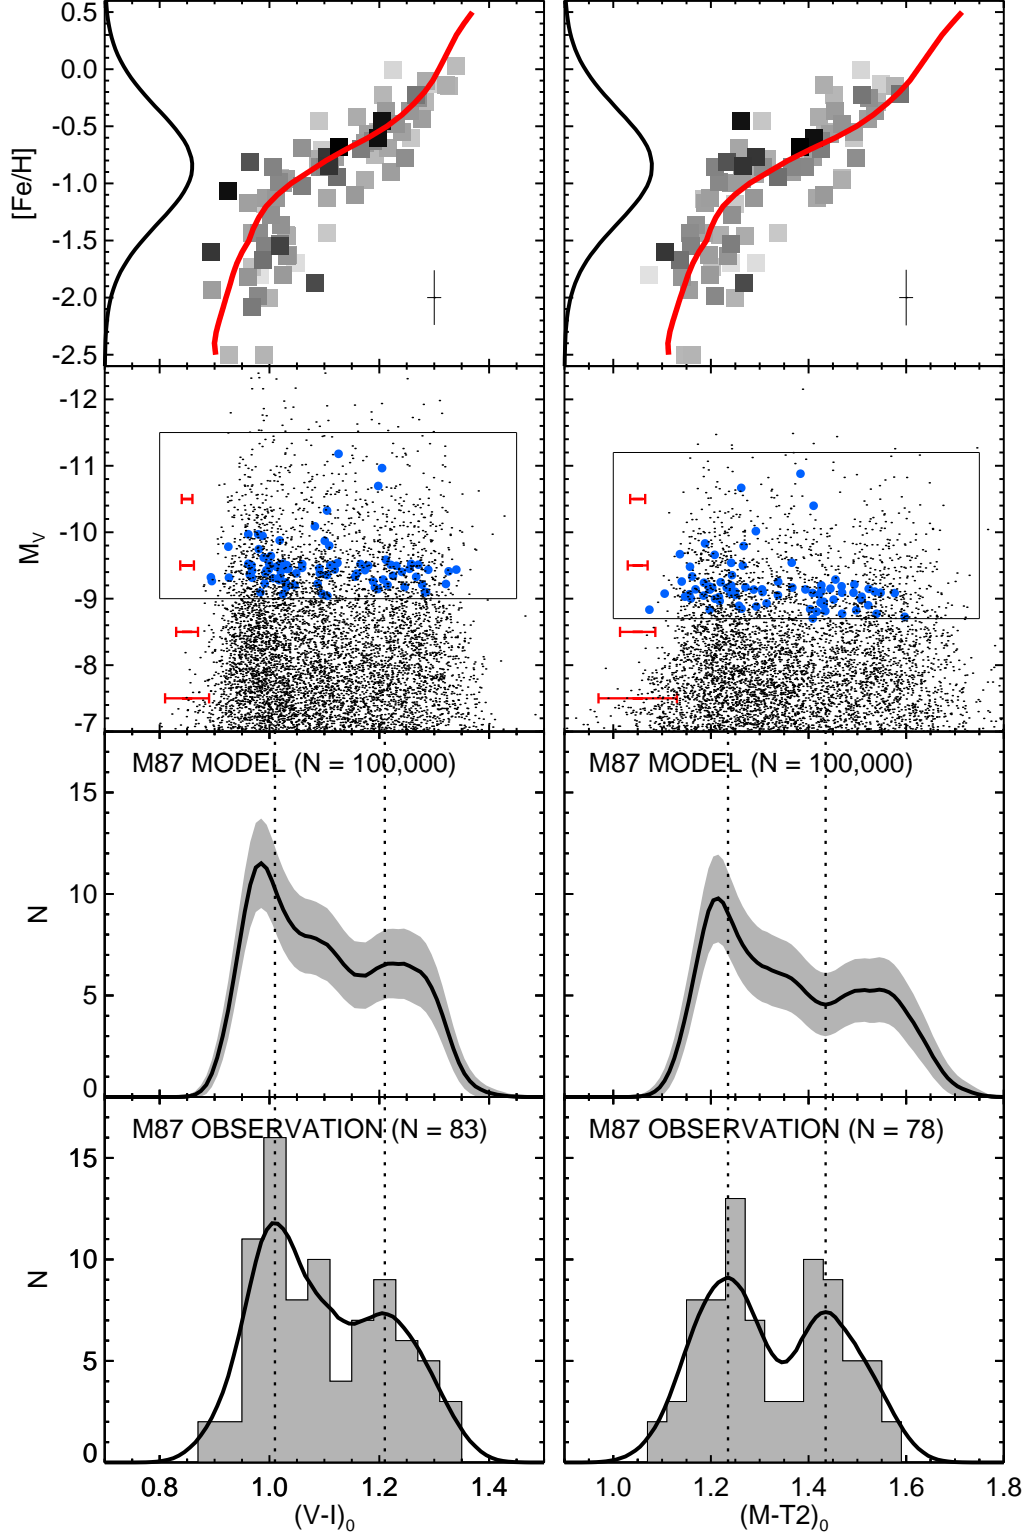 [Fe/H]
0.5
0.0
-0.5
-1.0
-1.5
-2.0
-2.5
M_V
-12
-11
-10
-9
-8
-7
M87 MODEL (N = 100,000)
M87 MODEL (N = 100,000)
N
15
10
5
0
M87 OBSERVATION (N = 83)
M87 OBSERVATION (N = 78)
N
15
10
5
0
0.8 1.0 1.2 1.4
1.0 1.2 1.4 1.6 1.8
(V-I)_0
(M-T2)_0